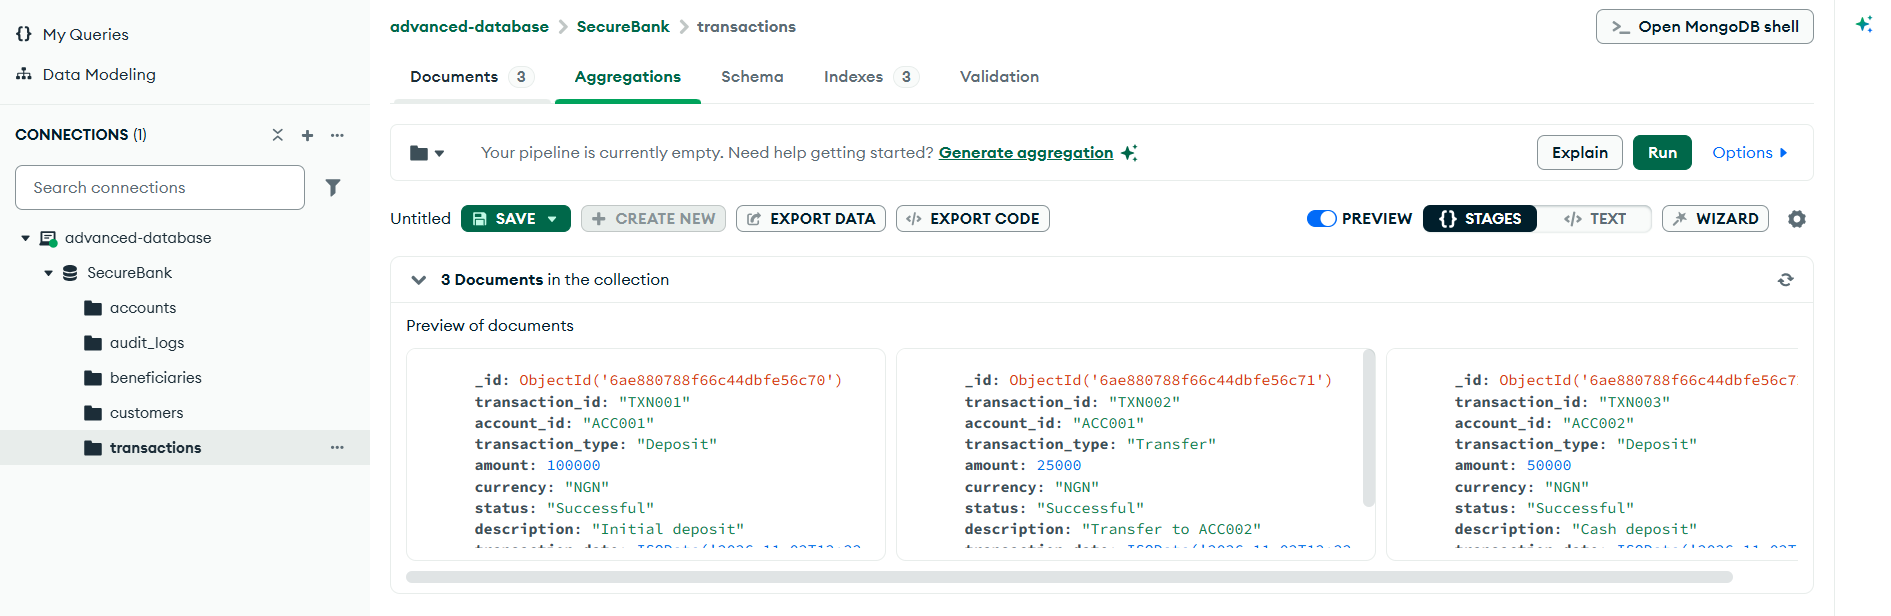 My Queries
Data Modeling
CONNECTIONS (1)
Search connections
advanced-database
SecureBank
accounts
audit_logs
beneficiaries
customers
transactions
advanced-database > SecureBank > transactions
>_ Open MongoDB shell
Documents 3 Aggregations Schema Indexes 3 Validation
Your pipeline is currently empty. Need help getting started? Generate aggregation
Explain Run Options
Untitled SAVE + CREATE NEW EXPORT DATA </> EXPORT CODE PREVIEW {} STAGES </> TEXT WIZARD
3 Documents in the collection
Preview of documents
_id: ObjectId('6ae880788f66c44dbfe56c70')
transaction_id: "TXN001"
account_id: "ACC001"
transaction_type: "Deposit"
amount: 100000
currency: "NGN"
status: "Successful"
description: "Initial deposit"
_id: ObjectId('6ae880788f66c44dbfe56c71')
transaction_id: "TXN002"
account_id: "ACC001"
transaction_type: "Transfer"
amount: 25000
currency: "NGN"
status: "Successful"
description: "Transfer to ACC002"
_id: ObjectId('6ae880788f66c44dbfe56c7
transaction_id: "TXN003"
account_id: "ACC002"
transaction_type: "Deposit"
amount: 50000
currency: "NGN"
status: "Successful"
description: "Cash deposit"